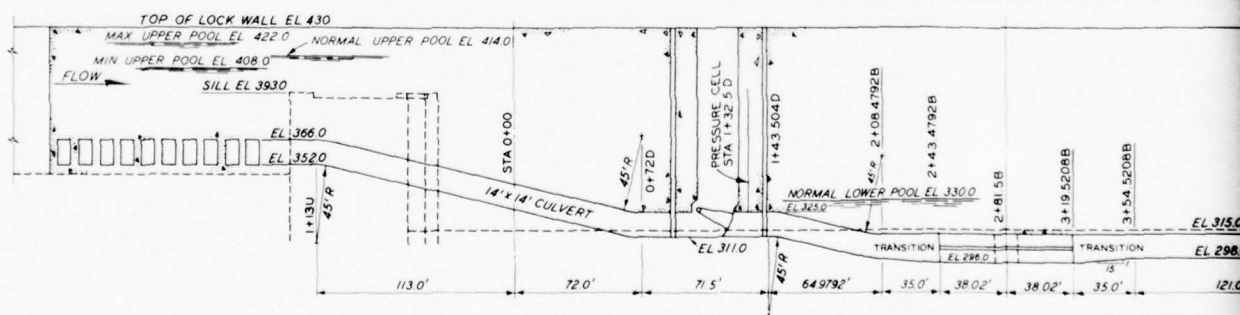 TOP OF LOCK WALL EL 430
MAX UPPER POOL EL 422.0
NORMAL UPPER POOL EL 414.0
MIN UPPER POOL EL 408.0
FLOW
SILL EL 393.0
EL 366.0
EL 352.0
1+13U
45' R
STA 0+00
14' x 14' CULVERT
45' R
0+72D
PRESSURE CELL
STA 1+32.5 D
1+43.504D
45' R
2+08.4792B
45' R
2+43.4792B
NORMAL LOWER POOL EL 330.0
EL 325.0
2+81.5B
3+19.5208B
3+54.5208B
EL 311.0
TRANSITION
EL 296.0
TRANSITION
15
1
EL 315.0
EL 298.
113.0'
72.0'
71.5'
64.9792'
35.0'
38.02'
38.02'
35.0'
121.0